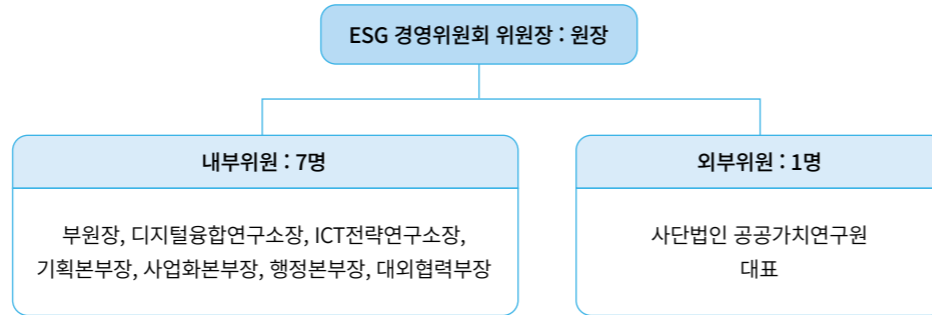 ESG 경영위원회 위원장 : 원장
내부위원 : 7명
부원장, 디지털융합연구소장, ICT전략연구소장,
기획본부장, 사업화본부장, 행정본부장, 대외협력부장
외부위원 : 1명
사단법인 공공가치연구원
대표